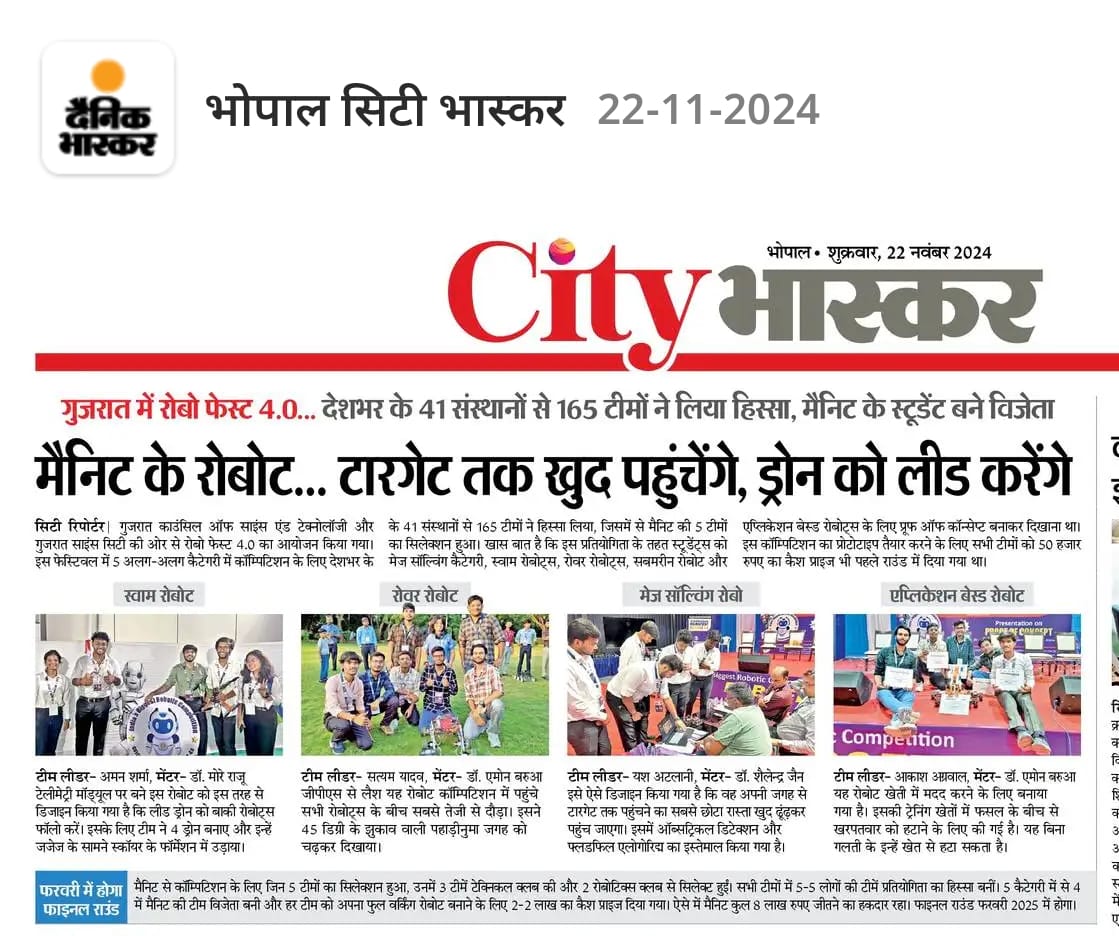 दैनिक
भास्कर
भोपाल सिटी भास्कर 22-11-2024
भोपाल • शुक्रवार, 22 नवंबर 2024
City भास्कर
गुजरात में रोबो फेस्ट 4.0... देशभर के 41 संस्थानों से 165 टीमों ने लिया हिस्सा, मैनिट के स्टूडेंट बने विजेता
मैनिट के रोबोट... टारगेट तक खुद पहुंचेंगे, ड्रोन को लीड करेंगे
सिटी रिपोर्टर| गुजरात काउंसिल ऑफ साइंस एंड टेक्नोलॉजी और
गुजरात साइंस सिटी की ओर से रोबो फेस्ट 4.0 का आयोजन किया गया।
इस फेस्टिवल में 5 अलग-अलग कैटेगरी में कॉम्पिटिशन के लिए देशभर के
के 41 संस्थानों से 165 टीमों ने हिस्सा लिया, जिसमें से मैनिट की 5 टीमों
का सिलेक्शन हुआ। खास बात है कि इस प्रतियोगिता के तहत स्टूडेंट्स को
मेज सॉल्विंग कैटेगरी, स्वाम रोबोट्स, रोवर रोबोट्स, सबमरीन रोबोट और
एप्लिकेशन बेस्ड रोबोट्स के लिए प्रूफ ऑफ कॉन्सेप्ट बनाकर दिखाना था।
इस कॉम्पिटिशन का प्रोटोटाइप तैयार करने के लिए सभी टीमों को 50 हजार
रुपए का कैश प्राइज भी पहले राउंड में दिया गया था।
स्वाम रोबोट
टीम लीडर- अमन शर्मा, मेंटर- डॉ. मोरे राजू
टेलीमेट्री मॉड्यूल पर बने इस रोबोट को इस तरह से
डिजाइन किया गया है कि लीड ड्रोन को बाकी रोबोट्स
फॉलो करें। इसके लिए टीम ने 4 ड्रोन बनाए और इन्हें
जजेज के सामने स्कॉयर के फॉर्मेशन में उड़ाया।
रोवर रोबोट
टीम लीडर- सत्यम यादव, मेंटर- डॉ. एमोन बरुआ
जीपीएस से लैश यह रोबोट कॉम्पिटिशन में पहुंचे
सभी रोबोट्स के बीच सबसे तेजी से दौड़ा। इसने
45 डिग्री के झुकाव वाली पहाड़ीनुमा जगह को
चढ़कर दिखाया।
मेज सॉल्विंग रोबो
iggest Robotic C
टीम लीडर- यश अटलानी, मेंटर- डॉ. शैलेन्द्र जैन
इसे ऐसे डिजाइन किया गया है कि वह अपनी जगह से
टारगेट तक पहुंचने का सबसे छोटा रास्ता खुद ढूंढ़कर
पहुंच जाएगा। इसमें ऑब्सट्रिकल डिटेक्शन और
फ्लडफिल एलोगोरिद्म का इस्तेमाल किया गया है।
एप्लिकेशन बेस्ड रोबोट
Presentation on
PROOF OF CONCEPT
c Competition
टीम लीडर- आकाश अग्रवाल, मेंटर- डॉ. एमोन बरुआ
यह रोबोट खेती में मदद करने के लिए बनाया
गया है। इसकी ट्रेनिंग खेतों में फसल के बीच से
खरपतवार को हटाने के लिए की गई है। यह बिना
गलती के इन्हें खेत से हटा सकता है।
फरवरी में होगा
फाइनल राउंड
मैनिट से कॉम्पिटिशन के लिए जिन 5 टीमों का सिलेक्शन हुआ, उनमें 3 टीमें टेक्निकल क्लब की और 2 रोबोटिक्स क्लब से सिलेक्ट हुईं। सभी टीमों में 5-5 लोगों की टीमें प्रतियोगिता का हिस्सा बनीं। 5 कैटेगरी में से 4
में मैनिट की टीम विजेता बनी और हर टीम को अपना फुल वर्किंग रोबोट बनाने के लिए 2-2 लाख का कैश प्राइज दिया गया। ऐसे में मैनिट कुल 8 लाख रुपए जीतने का हकदार रहा। फाइनल राउंड फरवरी 2025 में होगा।